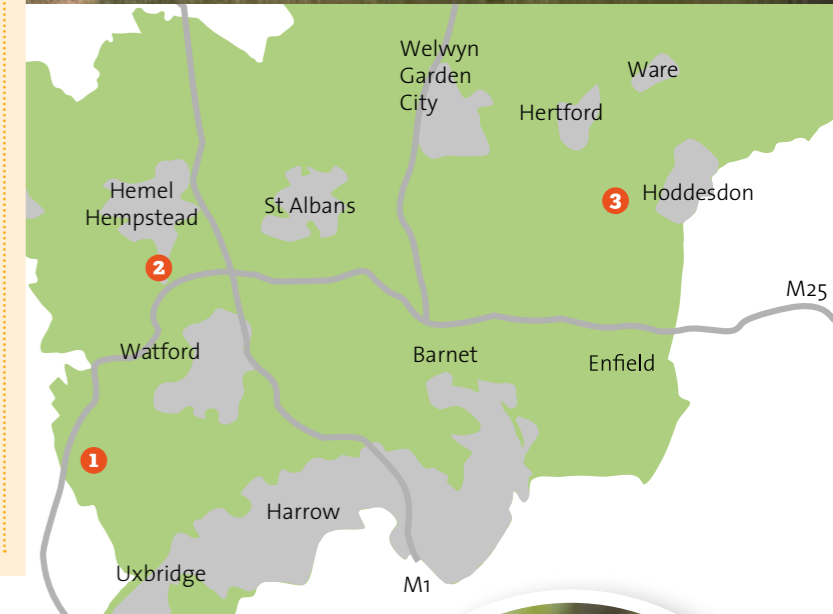 Welwyn
Garden
City
Ware
Hertford
Hemel
Hempstead
St Albans
3
Hoddesdon
2
M25
Watford
Barnet
Enfield
1
Harrow
Uxbridge
M1